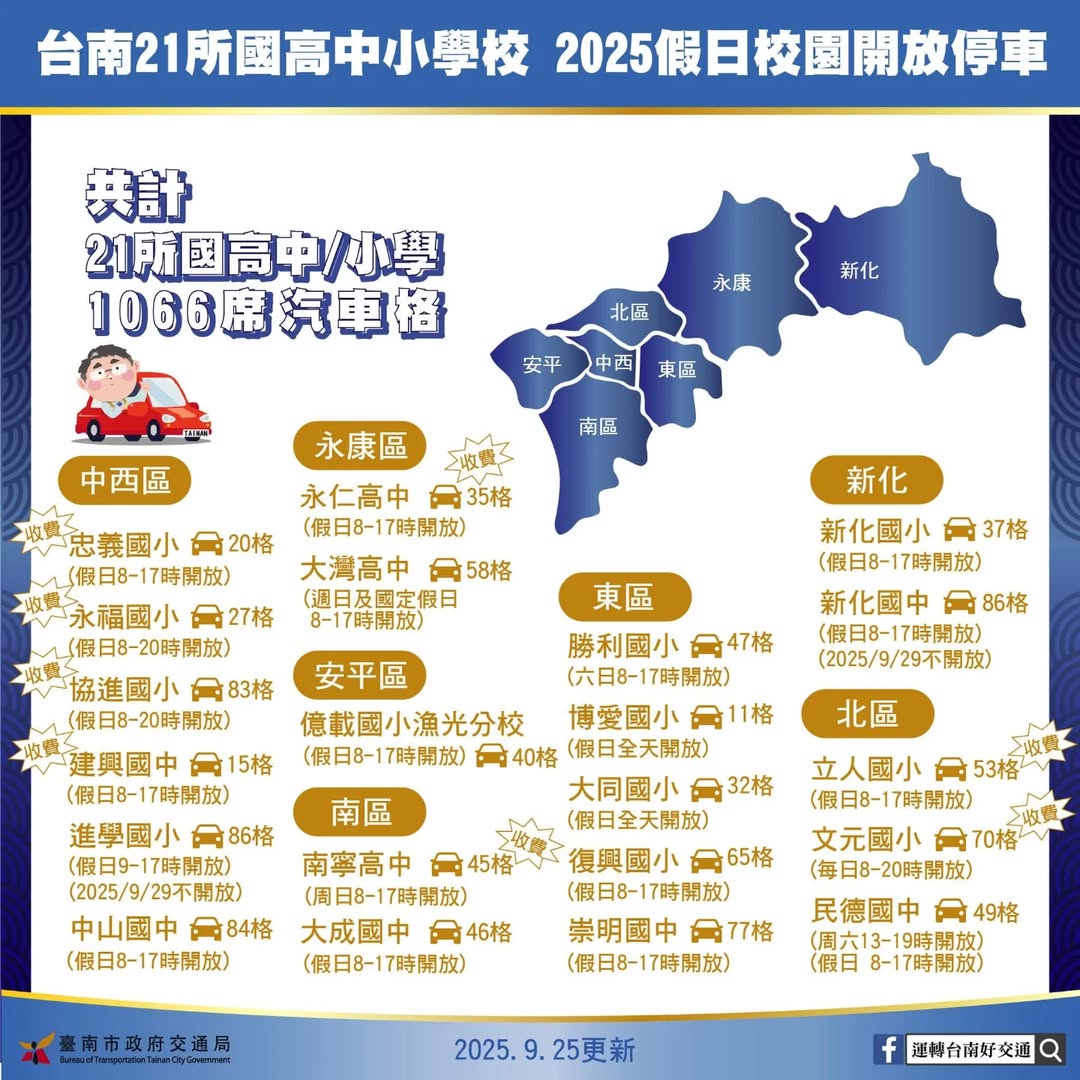 台南21所國高中小學校 2025假日校園開放停車
共計
21所國高中/小學
1066席汽車格
永康
新化
北區
安平
中西
東區
南區
TAINAN
中西區
收費
忠義國小 20格
(假日8-17時開放)
收費
永福國小 27格
(假日8-20時開放)
收費
協進國小 83格
(假日8-20時開放)
收費
建興國中 15格
(假日8-17時開放)
進學國小 86格
(假日9-17時開放)
(2025/9/29不開放)
中山國中 84格
(假日8-17時開放)
永康區
收費
永仁高中 35格
(假日8-17時開放)
大灣高中 58格
(週日及國定假日
8-17時開放)
安平區
億載國小漁光分校
(假日8-17時開放) 40格
南區
收費
南寧高中 45格
(周日8-17時開放)
大成國中 46格
(假日8-17時開放)
東區
勝利國小 47格
(六日8-17時開放)
博愛國小 11格
(假日全天開放)
大同國小 32格
(假日全天開放)
復興國小 65格
(假日8-17時開放)
崇明國中 77格
(假日8-17時開放)
新化
新化國小 37格
(假日8-17時開放)
新化國中 86格
(假日8-17時開放)
(2025/9/29不開放)
北區
收費
立人國小 53格
(假日8-17時開放)
收費
文元國小 70格
(每日8-20時開放)
民德國中 49格
(周六13-19時開放)
(假日 8-17時開放)
臺南市政府交通局
Bureau of Transportation Tainan City Government
2025.9.25更新
f 運轉台南好交通